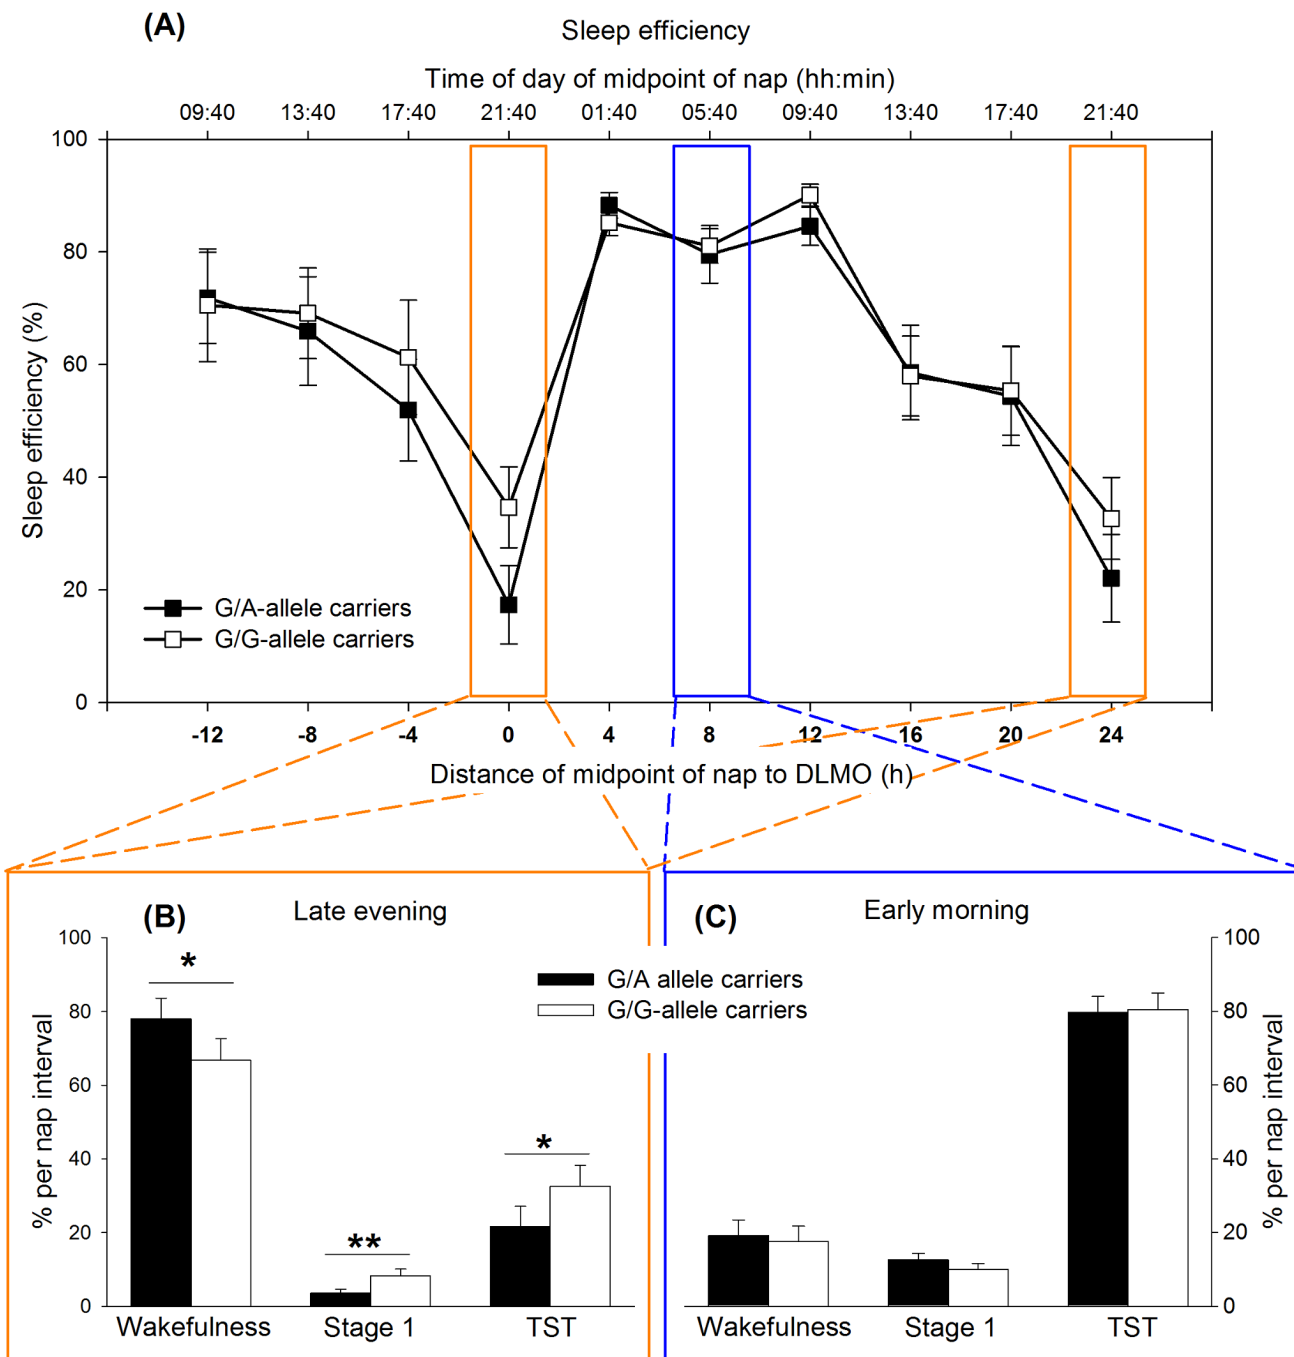 (A)
Sleep efficiency
Time of day of midpoint of nap (hh:min)
09:40 13:40 17:40 21:40 01:40 05:40 09:40 13:40 17:40 21:40
100
80
60
40
20
0
Sleep efficiency (%)
G/A-allele carriers
G/G-allele carriers
-12 -8 -4 0 4 8 12 16 20 24
Distance of midpoint of nap to DLMO (h)
(B)
Late evening
100
80
60
40
20
0
% per nap interval
*
**
*
Wakefulness Stage 1 TST
G/A allele carriers
G/G-allele carriers
(C)
Early morning
100
80
60
40
20
0
% per nap interval
Wakefulness Stage 1 TST